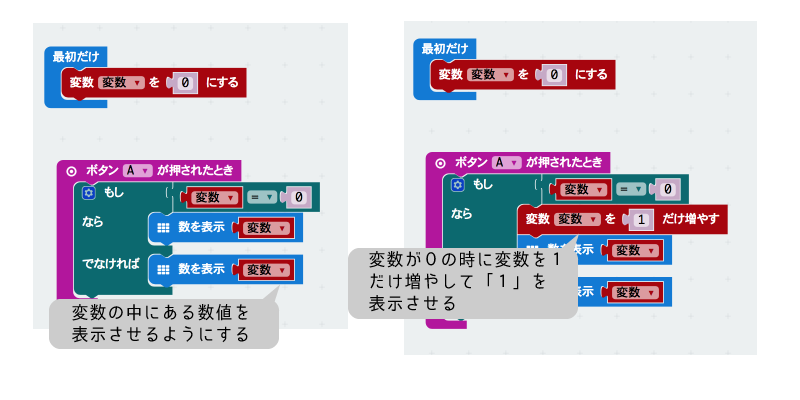 最初だけ
変数 変数 ▾ を 0 にする
ボタン A ▾ が押されたとき
もし 変数 ▾ = ▾ 0
なら 数を表示 変数 ▾
でなければ 数を表示 変数 ▾
変数の中にある数値を
表示させるようにする
最初だけ
変数 変数 ▾ を 0 にする
ボタン A ▾ が押されたとき
もし 変数 ▾ = ▾ 0
なら 変数 変数 ▾ を 1 だけ増やす
表示 変数 ▾
示 変数 ▾
変数が０の時に変数を１
だけ増やして「１」を
表示させる